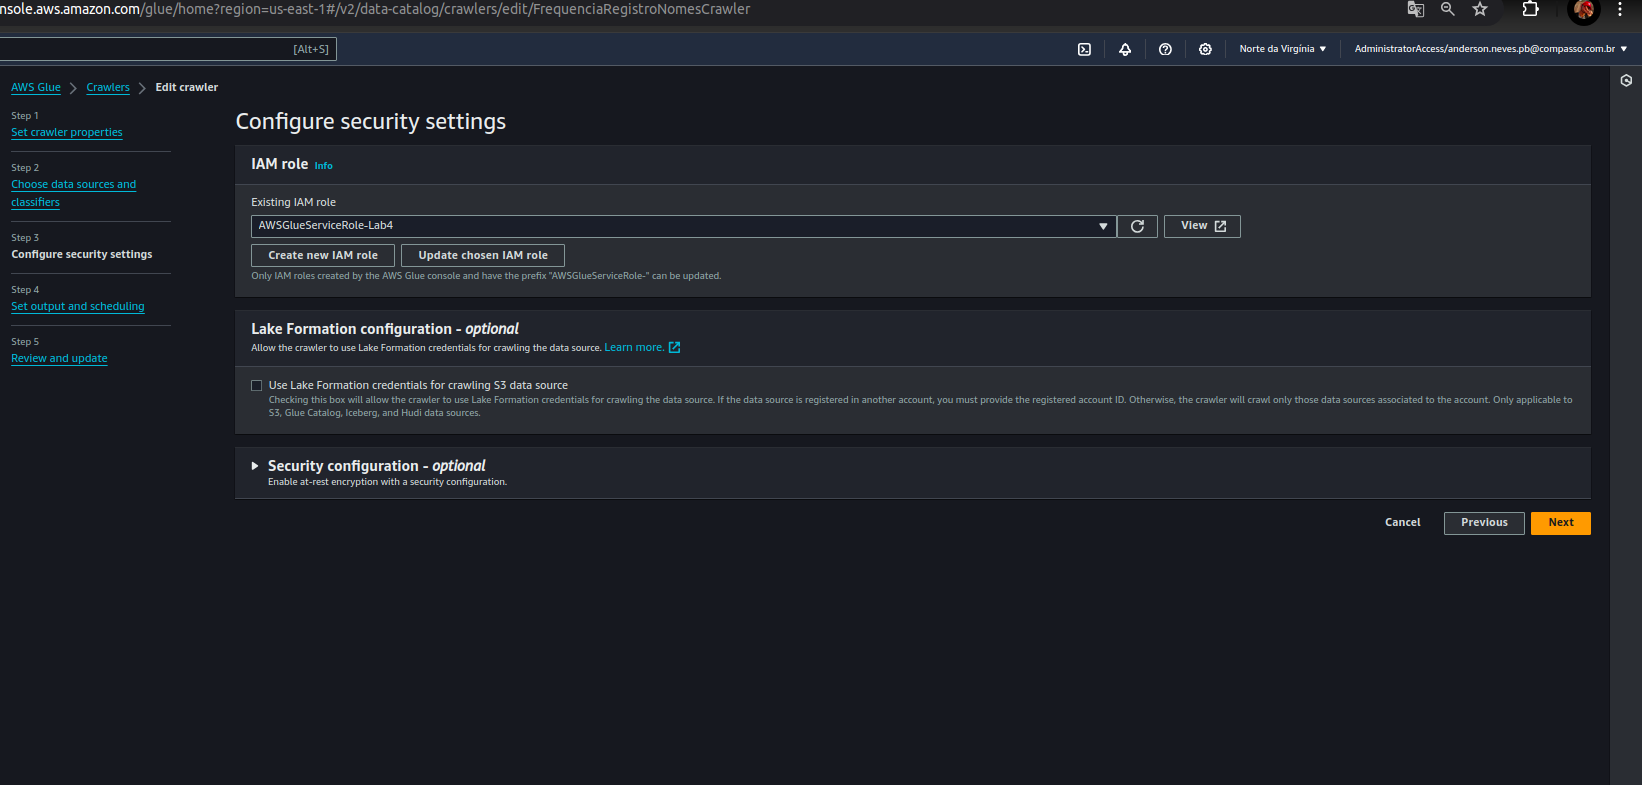 nsole.aws.amazon.com/glue/home?region=us-east-1#/v2/data-catalog/crawlers/edit/FrequenciaRegistroNomesCrawler
[Alt+S]
Norte da Virgínia
AdministratorAccess/anderson.neves.pb@compasso.com.br
AWS Glue
Crawlers
Edit crawler
Step 1
Set crawler properties
Step 2
Choose data sources and
classifiers
Step 3
Configure security settings
Step 4
Set output and scheduling
Step 5
Review and update
Configure security settings
IAM role Info
Existing IAM role
AWSGlueServiceRole-Lab4
View
Create new IAM role
Update chosen IAM role
Only IAM roles created by the AWS Glue console and have the prefix "AWSGlueServiceRole-" can be updated.
Lake Formation configuration - optional
Allow the crawler to use Lake Formation credentials for crawling the data source. Learn more.
Use Lake Formation credentials for crawling S3 data source
Checking this box will allow the crawler to use Lake Formation credentials for crawling the data source. If the data source is registered in another account, you must provide the registered account ID. Otherwise, the crawler will crawl only those data sources associated to the account. Only applicable to
S3, Glue Catalog, Iceberg, and Hudi data sources.
Security configuration - optional
Enable at-rest encryption with a security configuration.
Cancel
Previous
Next